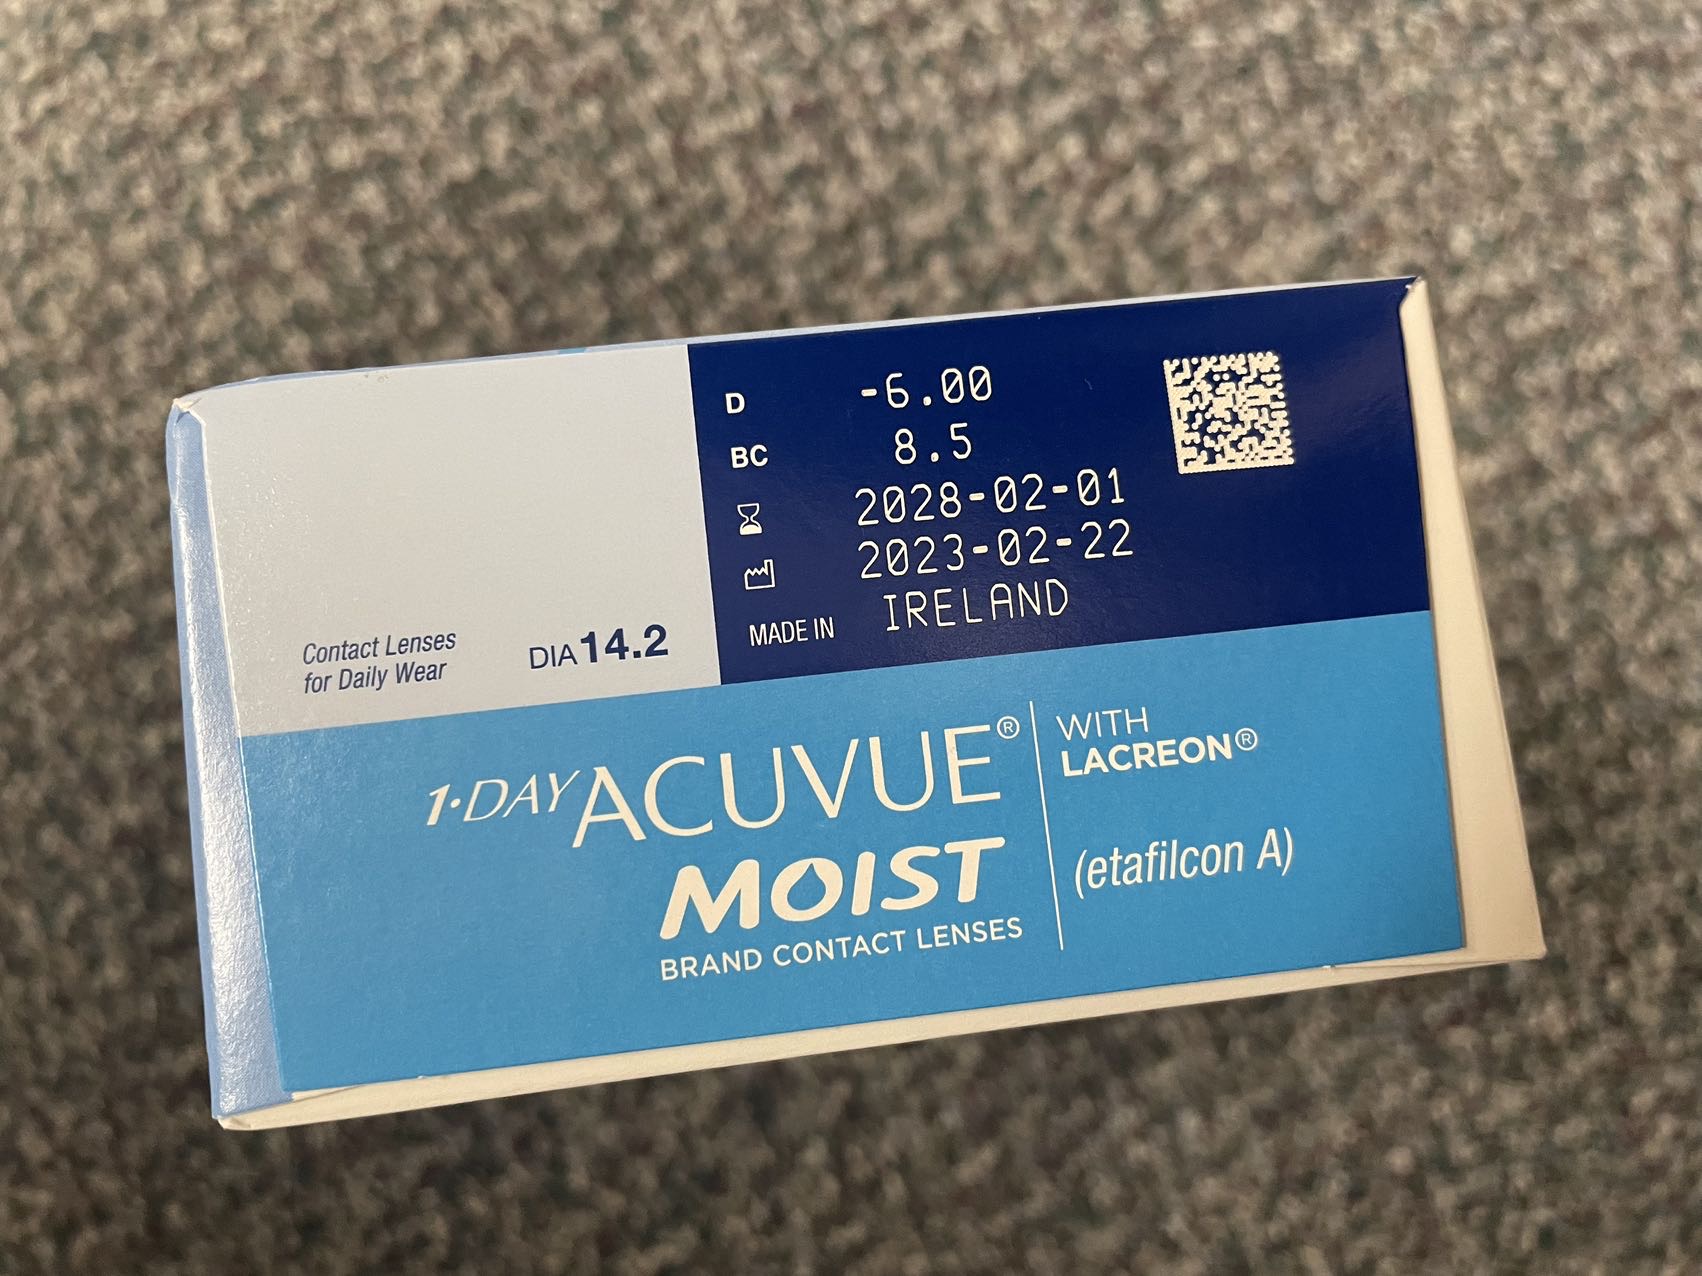 D -6.00
BC 8.5
2028-02-01
2023-02-22
MADE IN IRELAND
Contact Lenses
for Daily Wear
DIA 14.2
1·DAY ACUVUE®
MOIST
BRAND CONTACT LENSES
WITH
LACREON®
(etafilcon A)